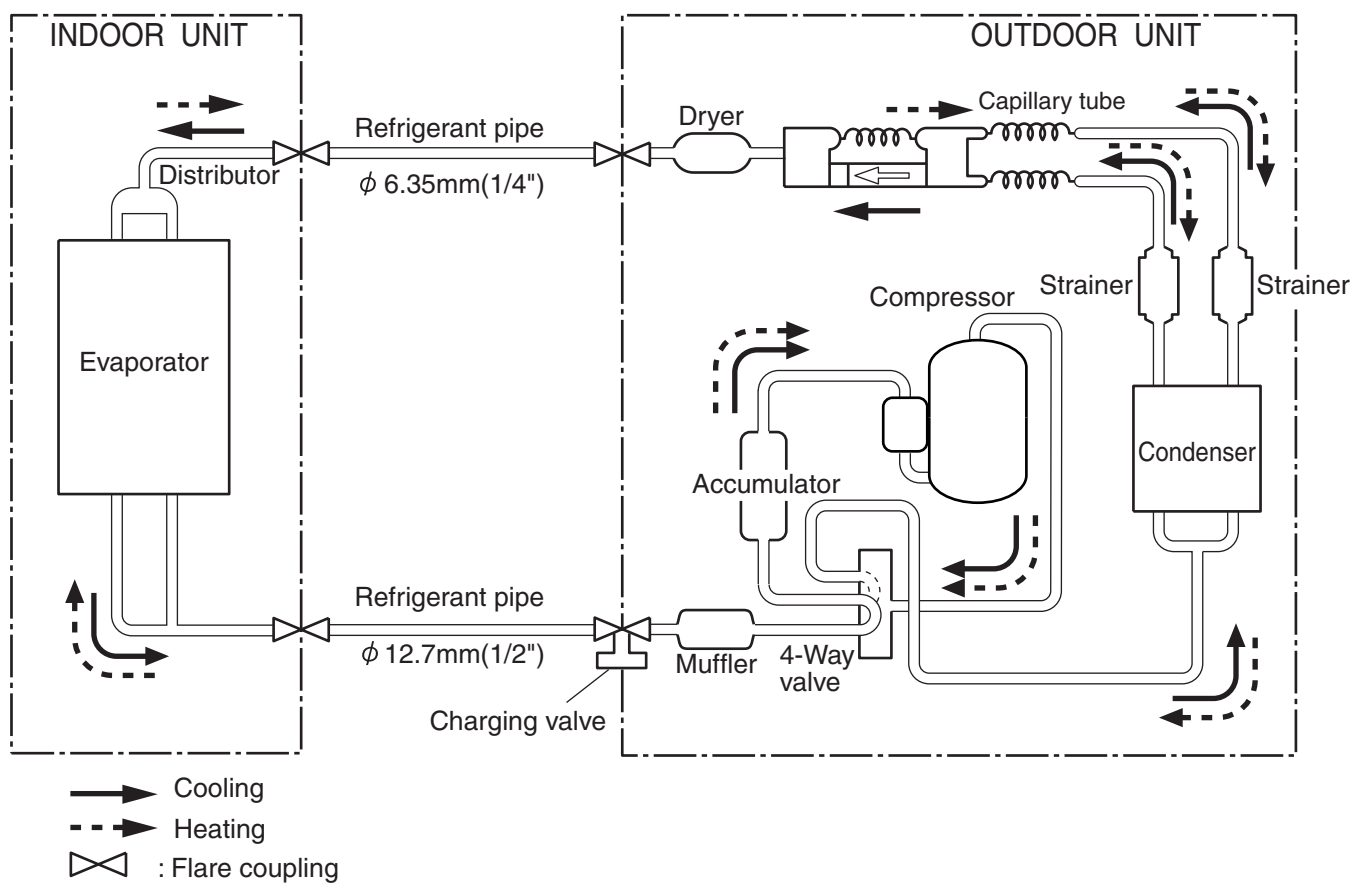 INDOOR UNIT
OUTDOOR UNIT
Capillary tube
Dryer
Refrigerant pipe
Distributor
ϕ 6.35mm(1/4")
Strainer
Strainer
Compressor
Evaporator
Condenser
Accumulator
Refrigerant pipe
ϕ 12.7mm(1/2")
Muffler
4-Way
valve
Charging valve
Cooling
Heating
: Flare coupling